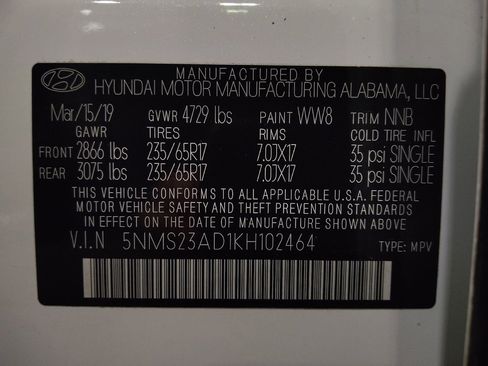 MANUFACTURED BY
HYUNDAI MOTOR MANUFACTURING ALABAMA, LLC
Mar/15/19 GVWR 4729 lbs PAINT WW8 TRIM NNB
GAWR TIRES RIMS COLD TIRE INFL
FRONT 2866 lbs 235/65R17 7.0JX17 35 psi SINGLE
REAR 3075 lbs 235/65R17 7.0JX17 35 psi SINGLE
THIS VEHICLE CONFORMS TO ALL APPLICABLE U.S.A. FEDERAL
MOTOR VEHICLE SAFETY AND THEFT PREVENTION STANDARDS
IN EFFECT ON THE DATE OF MANUFACTURE SHOWN ABOVE
V.I.N 5NMS23AD1KH102464 TYPE: MPV